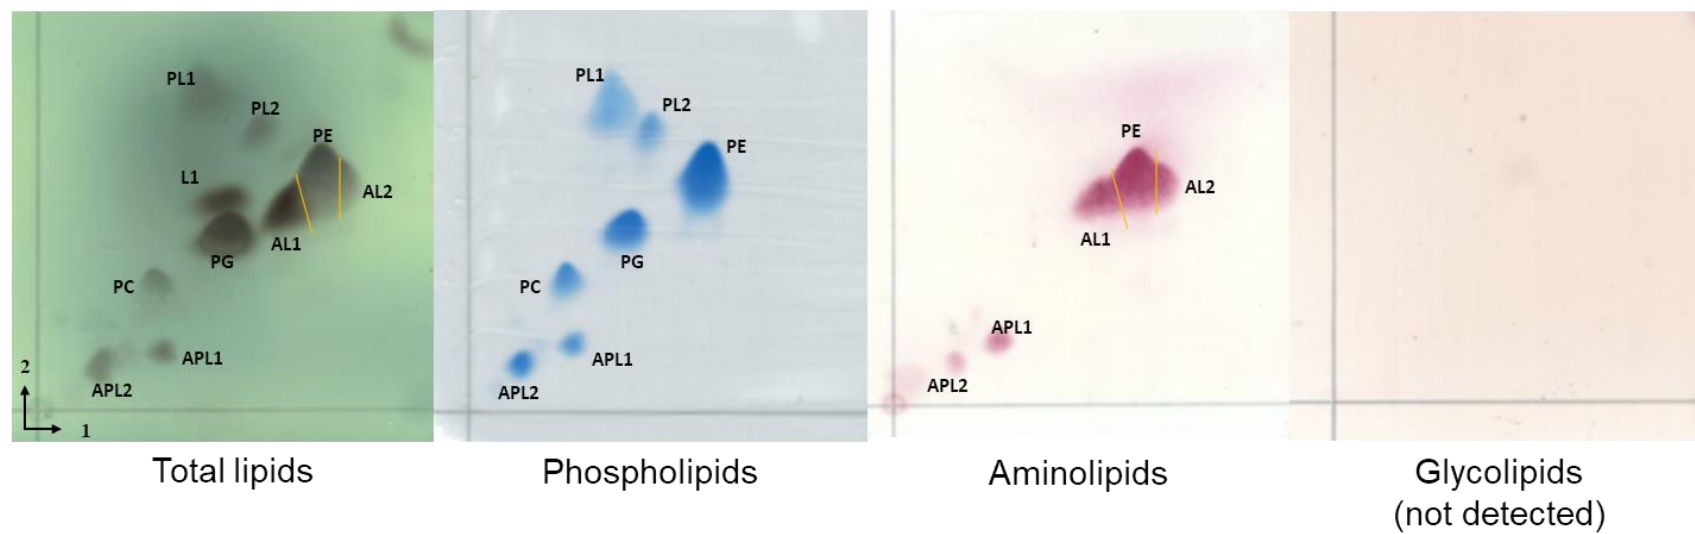 PL1
PL2
PE
L1
AL2
AL1
PG
PC
APL1
APL2
2
1
Total lipids
PL1
PL2
PE
PG
PC
APL1
APL2
Phospholipids
PE
AL2
AL1
APL1
APL2
Aminolipids
Glycolipids
(not detected)